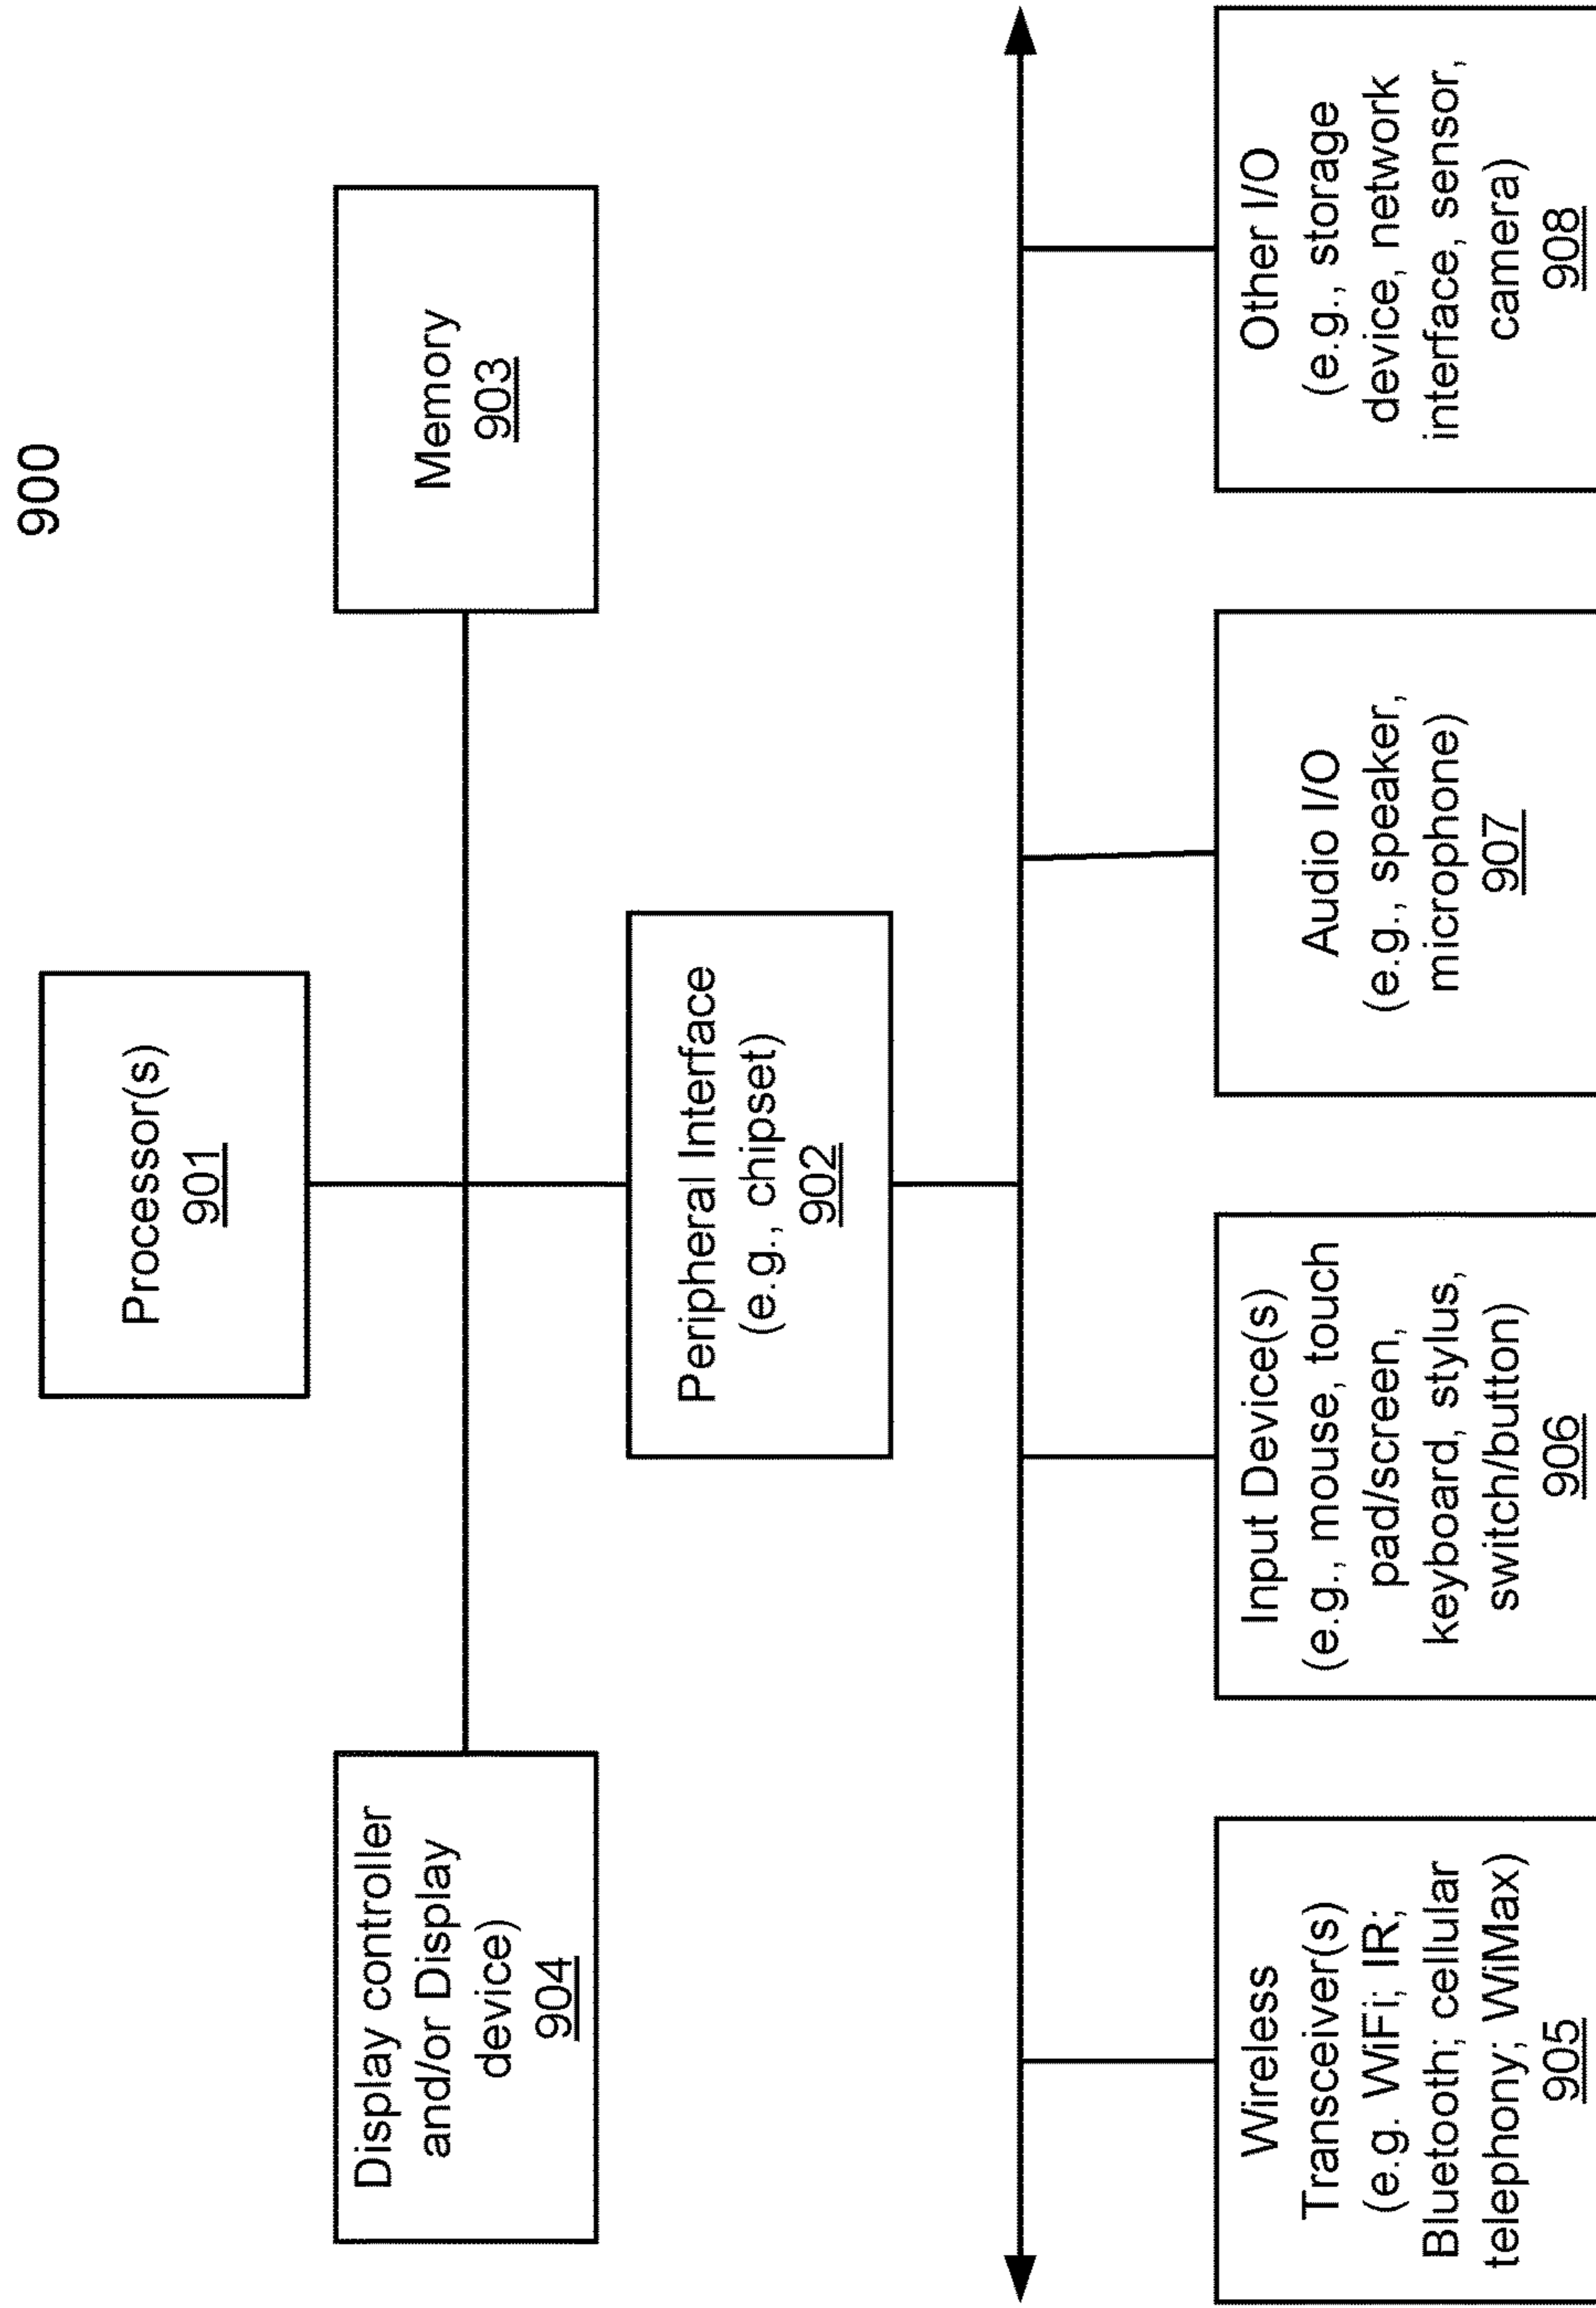 900
Processor(s)
901
Display controller
and/or Display
device)
904
Memory
903
Peripheral Interface
(e.g., chipset)
902
Wireless
Transceiver(s)
(e.g. WiFi; IR;
Bluetooth; cellular
telephony; WiMax)
905
Input Device(s)
(e.g., mouse, touch
pad/screen,
keyboard, stylus,
switch/button)
906
Audio I/O
(e.g., speaker,
microphone)
907
Other I/O
(e.g., storage
device, network
interface, sensor,
camera)
908